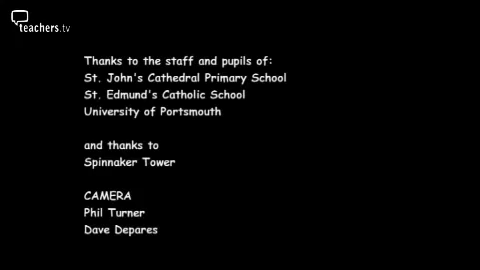 teachers.tv
Thanks to the staff and pupils of:
St. John's Cathedral Primary School
St. Edmund's Catholic School
University of Portsmouth
and thanks to
Spinnaker Tower
CAMERA
Phil Turner
Dave Depares